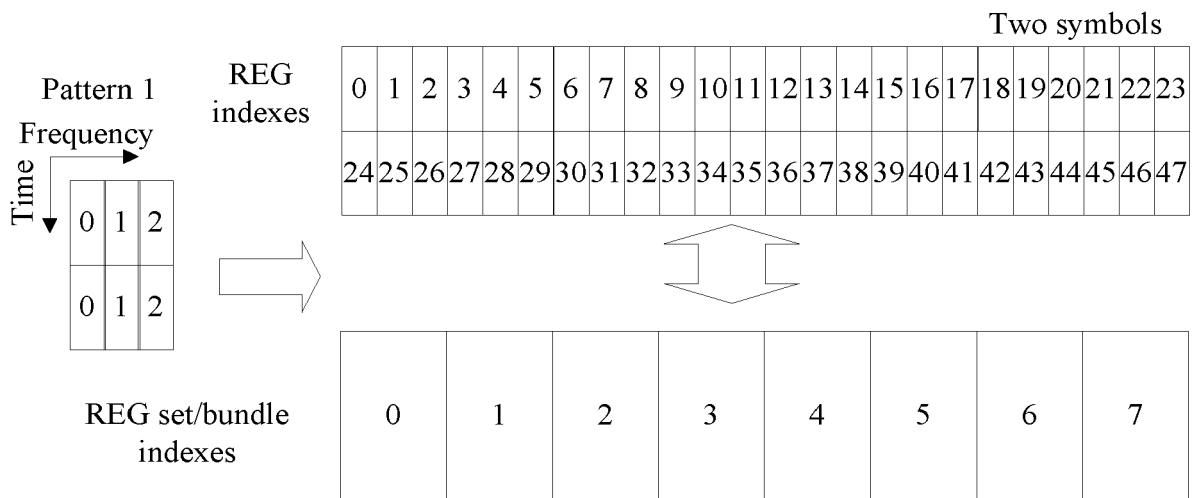 Two symbols
REG
indexes
0 1 2 3 4 5 6 7 8 9 10 11 12 13 14 15 16 17 18 19 20 21 22 23
24 25 26 27 28 29 30 31 32 33 34 35 36 37 38 39 40 41 42 43 44 45 46 47
Pattern 1
Frequency
Time
0 1 2
0 1 2
REG set/bundle
indexes
0 1 2 3 4 5 6 7